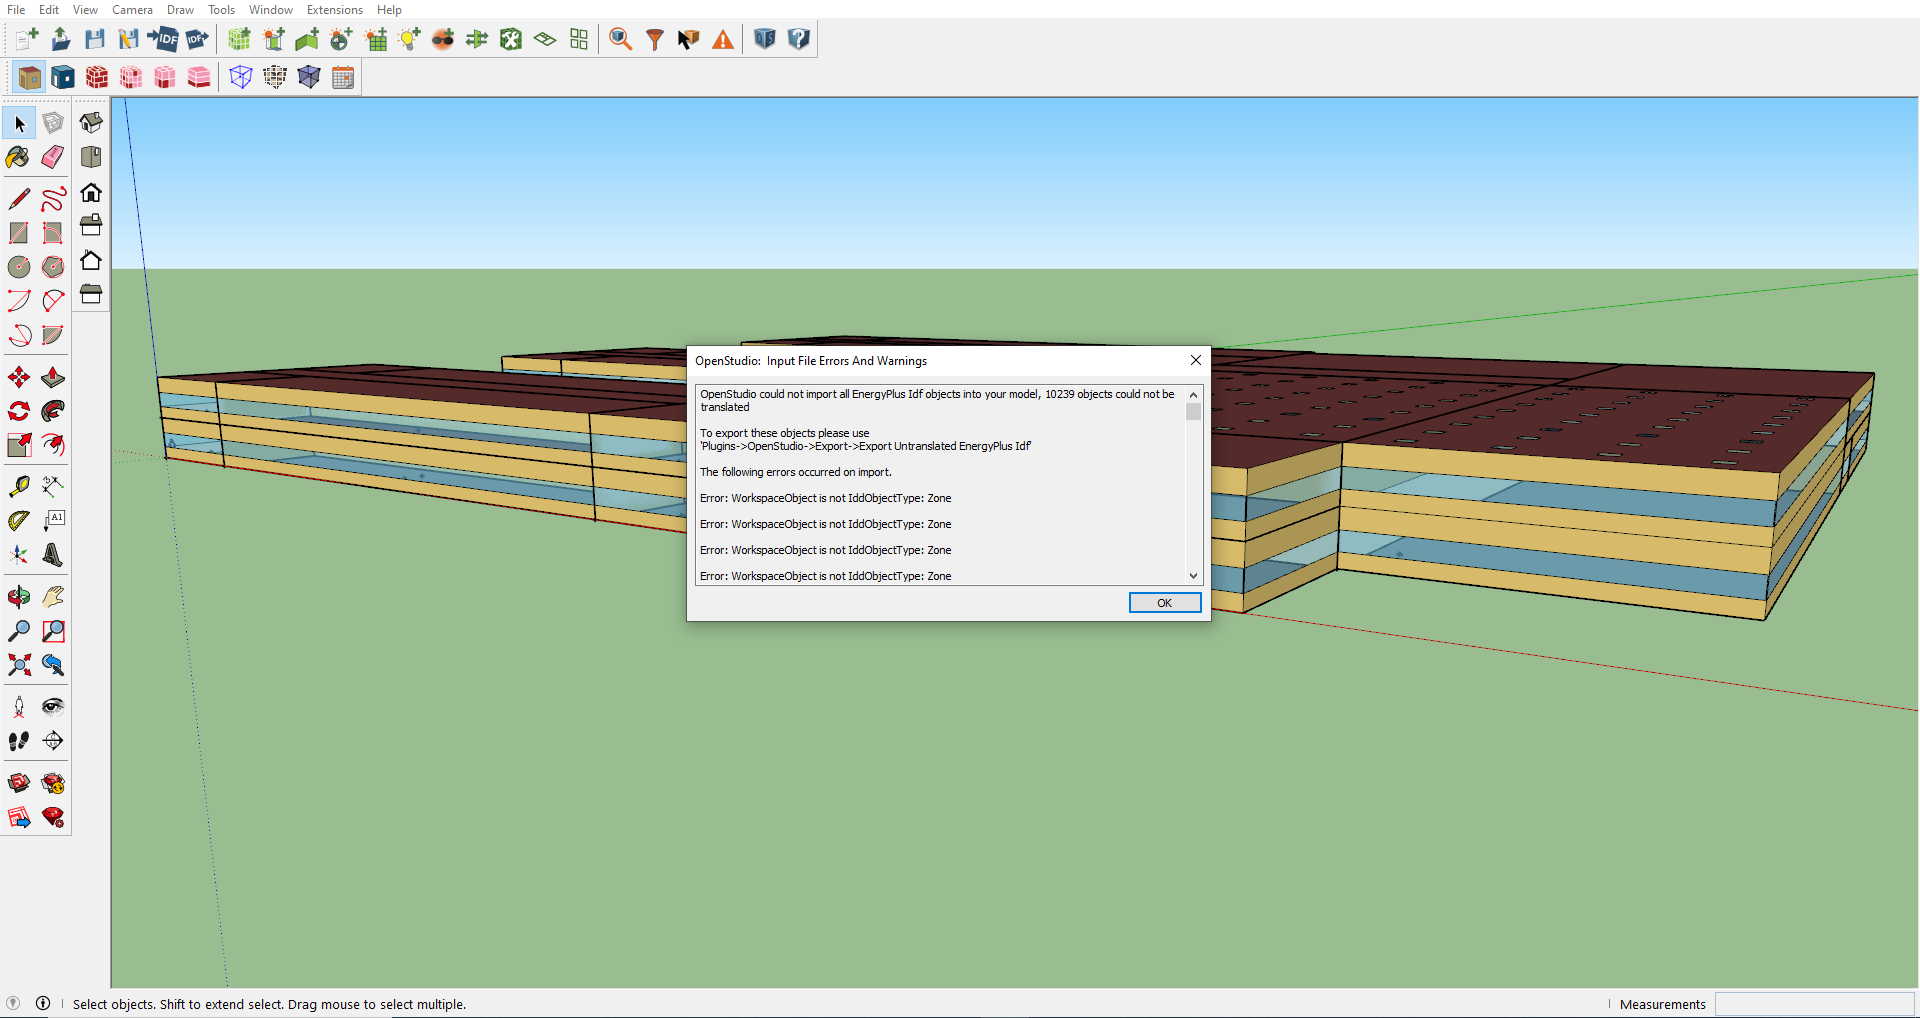 File Edit View Camera Draw Tools Window Extensions Help
IDF IDF
A1
OpenStudio: Input File Errors And Warnings
OpenStudio could not import all EnergyPlus Idf objects into your model, 10239 objects could not be
translated
To export these objects please use
'Plugins->OpenStudio->Export->Export Untranslated EnergyPlus Idf'
The following errors occurred on import.
Error: WorkspaceObject is not IddObjectType: Zone
Error: WorkspaceObject is not IddObjectType: Zone
Error: WorkspaceObject is not IddObjectType: Zone
Error: WorkspaceObject is not IddObjectType: Zone
OK
Select objects. Shift to extend select. Drag mouse to select multiple.
Measurements